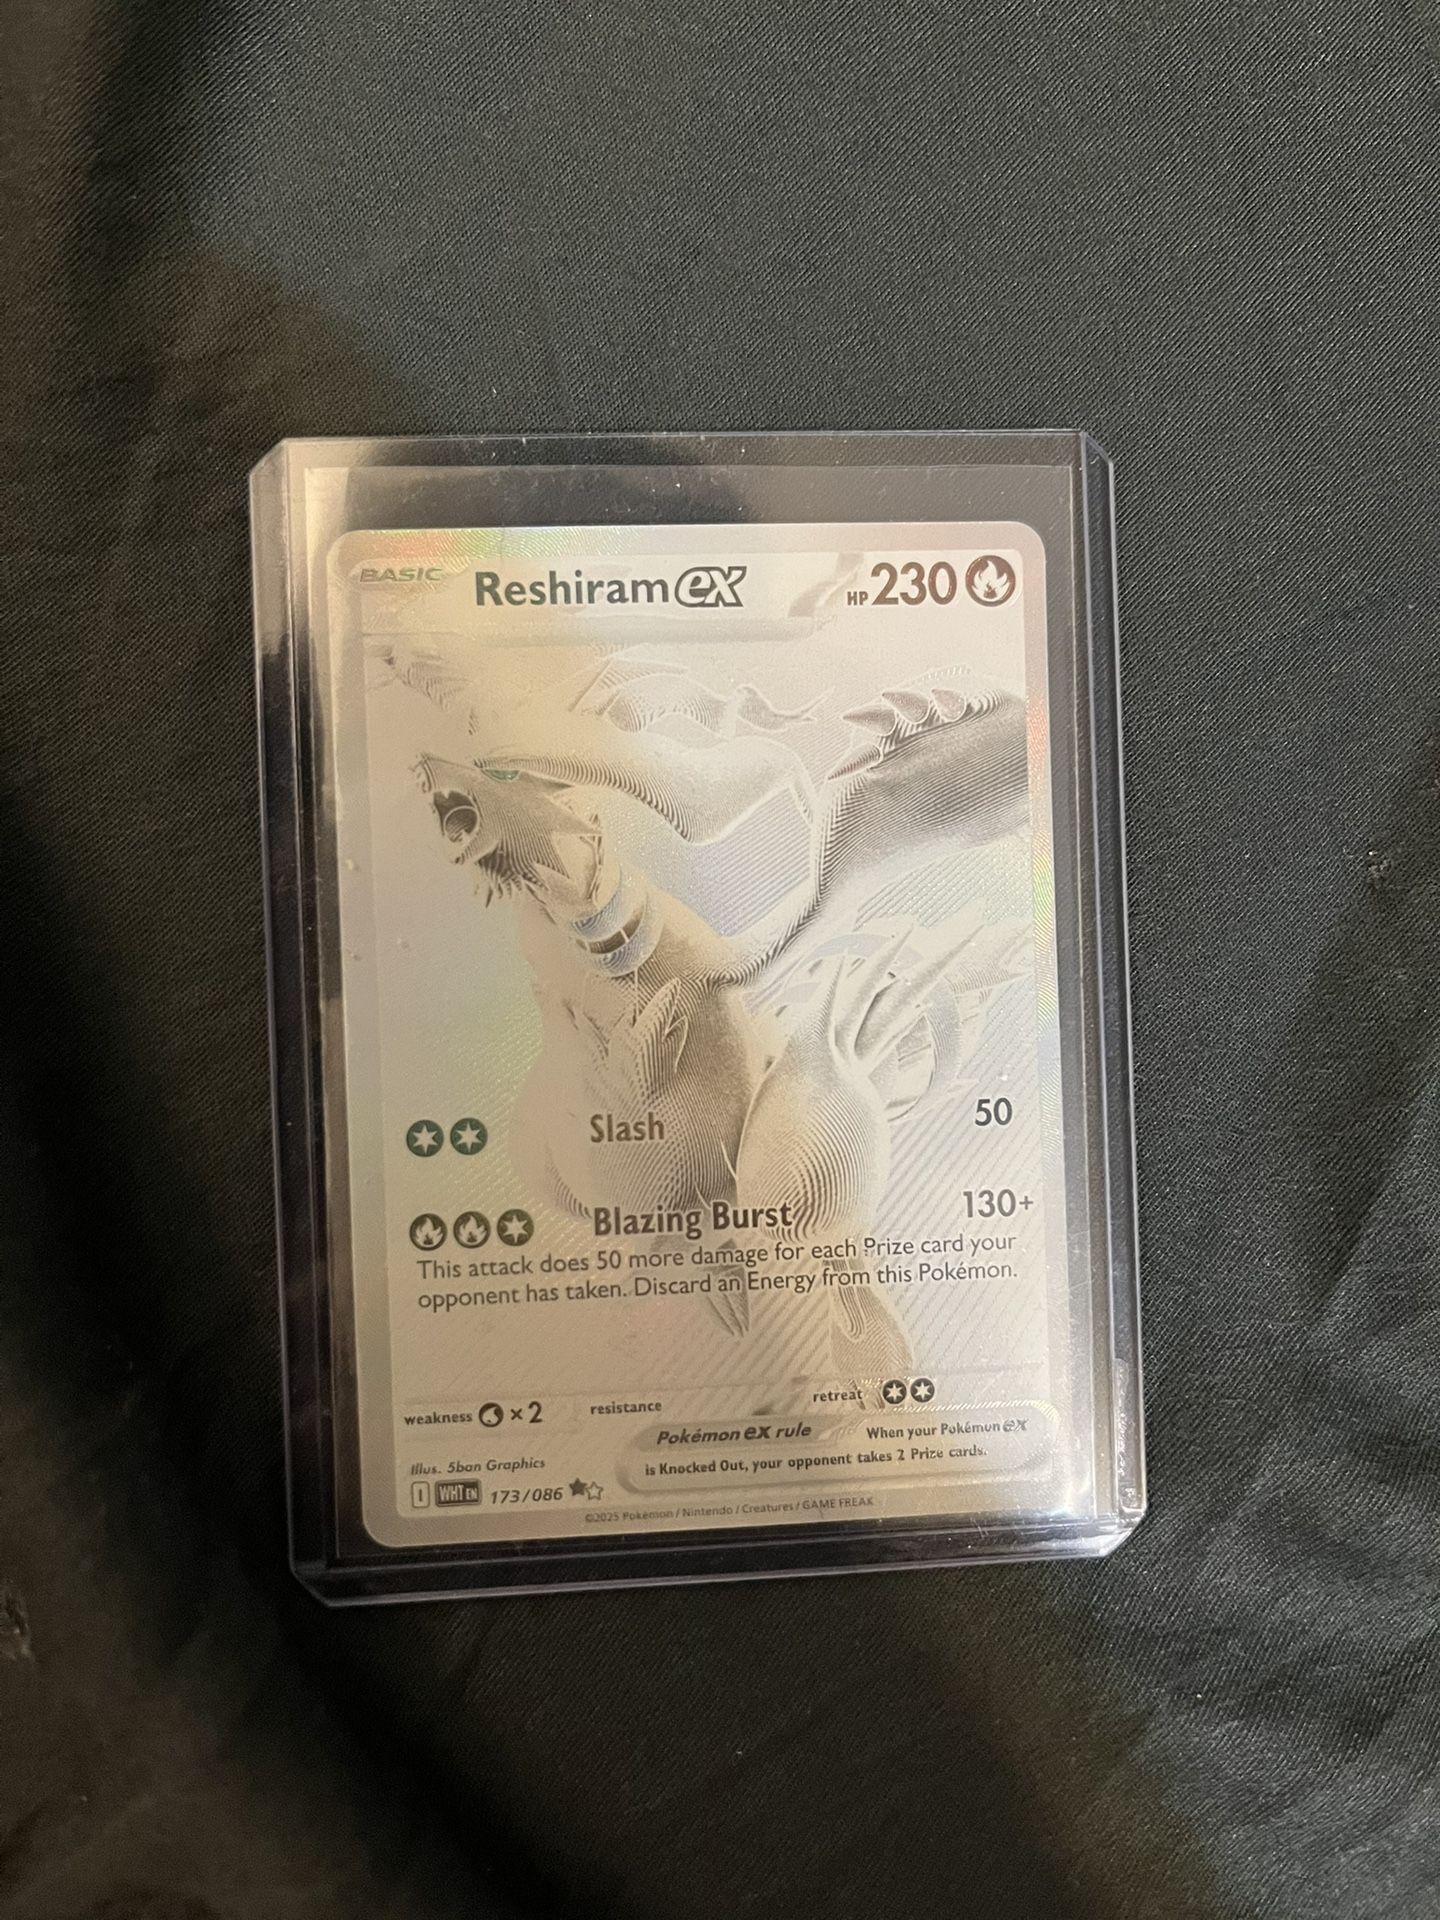 BASIC Reshiram ex HP 230
Slash 50
Blazing Burst 130+
This attack does 50 more damage for each Prize card your
opponent has taken. Discard an Energy from this Pokémon.
weakness ×2 resistance retreat
Pokémon ex rule When your Pokémon ex
is Knocked Out, your opponent takes 2 Prize cards.
Illus. 5ban Graphics
I WHT EN 173/086
©2025 Pokémon / Nintendo / Creatures / GAME FREAK